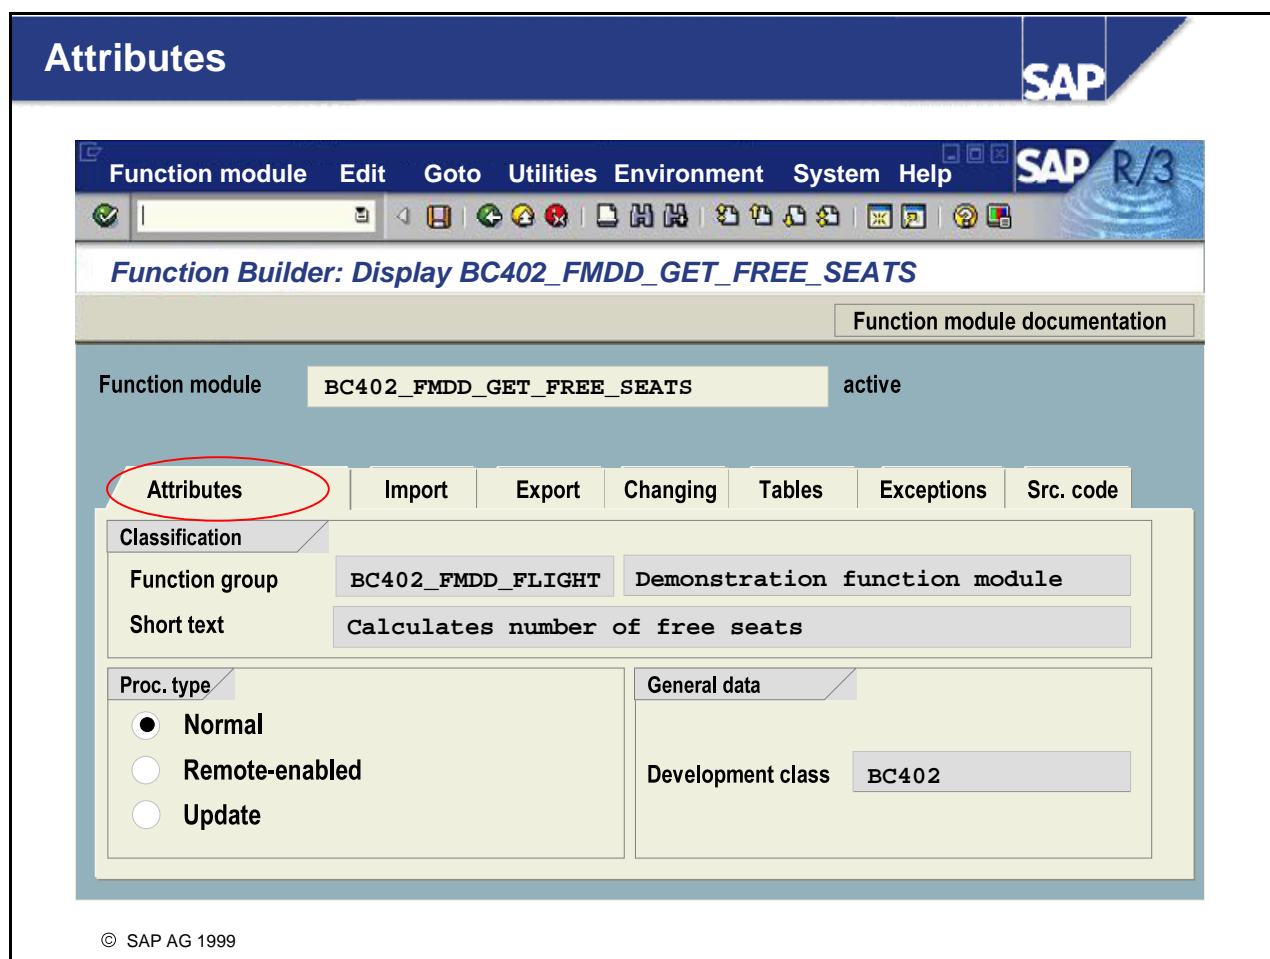 Attributes
SAP
Function module Edit Goto Utilities Environment System Help
SAP R/3
Function Builder: Display BC402_FMDD_GET_FREE_SEATS
Function module documentation
Function module BC402_FMDD_GET_FREE_SEATS active
Attributes Import Export Changing Tables Exceptions Src. code
Classification
Function group BC402_FMDD_FLIGHT Demonstration function module
Short text Calculates number of free seats
Proc. type General data
Normal
Remote-enabled Development class BC402
Update
© SAP AG 1999